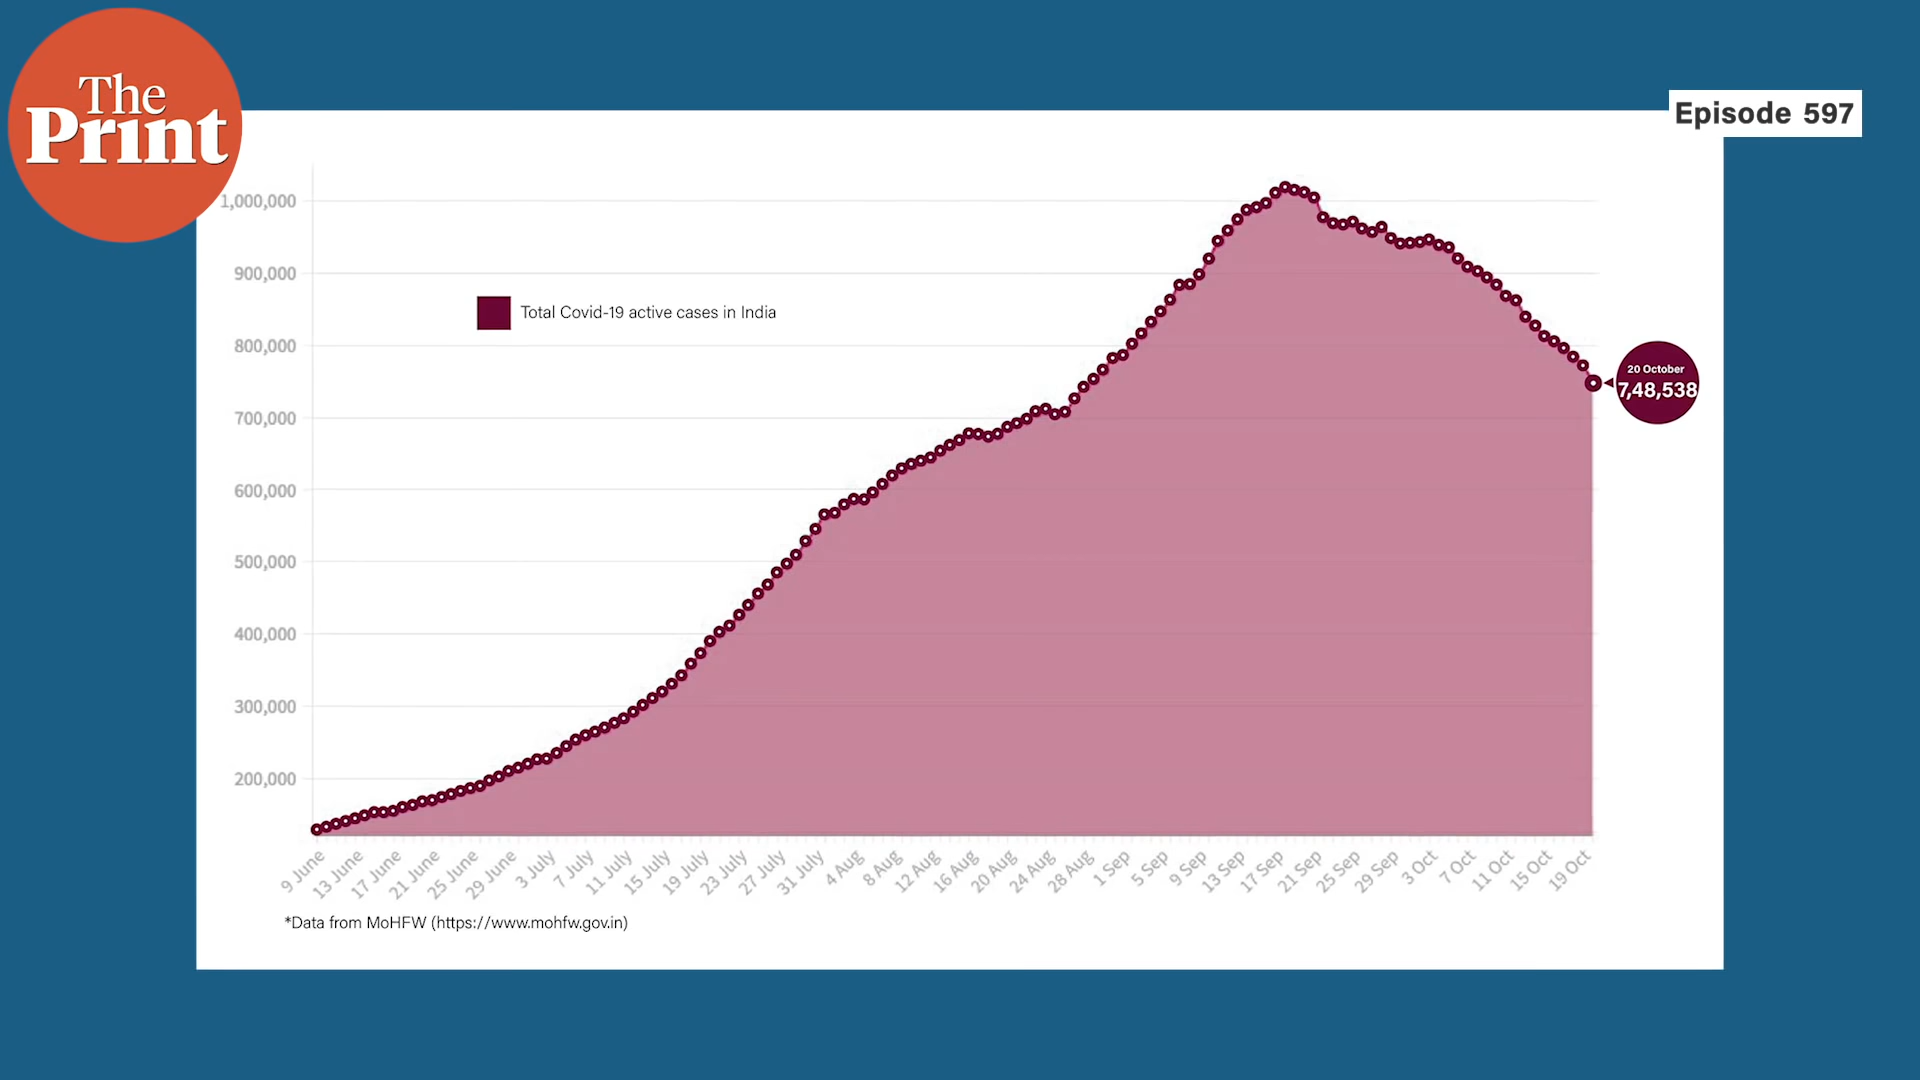 The
Print
Episode 597
1,000,000
900,000
800,000
700,000
600,000
500,000
400,000
300,000
200,000
Total Covid-19 active cases in India
20 October
7,48,538
9 June
13 June
17 June
21 June
25 June
29 June
3 July
7 July
11 July
15 July
19 July
23 July
27 July
31 July
4 Aug
8 Aug
12 Aug
16 Aug
20 Aug
24 Aug
28 Aug
1 Sep
5 Sep
9 Sep
13 Sep
17 Sep
21 Sep
25 Sep
29 Sep
3 Oct
7 Oct
11 Oct
15 Oct
19 Oct
*Data from MoHFW (https://www.mohfw.gov.in)